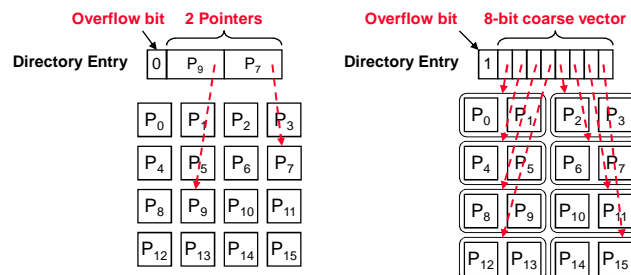 Overflow bit 2 Pointers
Directory Entry 0 P9 P7
P0 P1 P2 P3
P4 P5 P6 P7
P8 P9 P10 P11
P12 P13 P14 P15
Overflow bit 8-bit coarse vector
Directory Entry 1
P0 P1 P2 P3
P4 P5 P6 P7
P8 P9 P10 P11
P12 P13 P14 P15